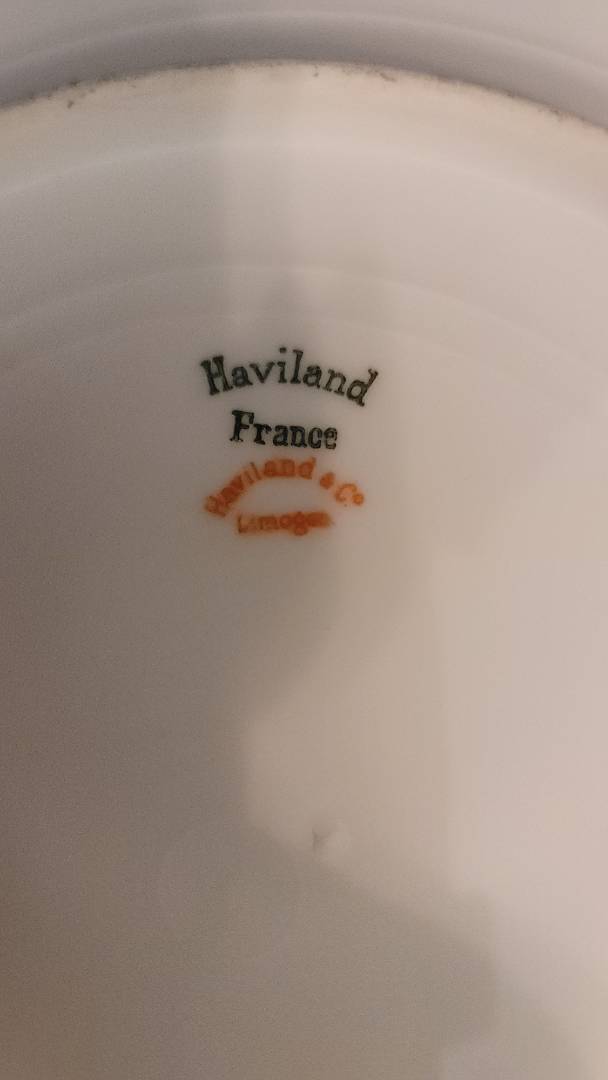 Haviland
France
Haviland & Co
Limoges